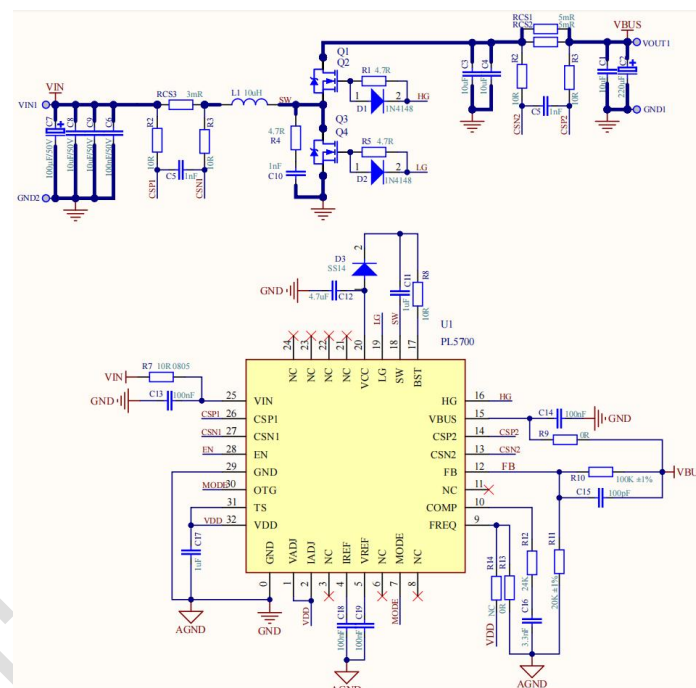 RCS1 5mR
RCS2 5mR
VBUS
VOUT1
Q1
Q2
R1 4.7R
1 2
D1 1N4148
HG
C3
10uF
C4
10uF
R2
10R
R3
10R
C5 1nF
CSN2
CSP2
C1
10uF
C2
220uF
GND1
VIN
VIN1
RCS3 3mR
L1 10uH
SW
C7
100uF/50V
C8
10uF/50V
C9
10uF/50V
C6
100nF/50V
R2
10R
R3
10R
C5 1nF
CSP1
CSN1
GND2
4.7R
R4
1nF
C10
Q3
Q4
R5 4.7R
1 2
D2 1N4148
LG
2
D3
SS14
1
GND
4.7uF C12
C11
1uF
R8
10R
LG
SW
U1
PL5700
24 23 22 21 20 19 18 17
NC NC NC NC VCC LG SW BST
R7 10R 0805
VIN
GND
C13 100nF
25 VIN
CSP1 26 CSP1
CSN1 27 CSN1
EN 28 EN
29 GND
MODE 30 OTG
31 TS
VDD 32 VDD
HG 16 HG
VBUS 15
CSP2 14 CSP2
CSN2 13 CSN2
FB 12 FB
NC 11
COMP 10
FREQ 9
C14 100nF
GND
R9 0R
VBU
R10
100K ±1%
C15 100pF
GND VADJ IADJ NC IREF VREF NC MODE NC
0 1 2 3 4 5 6 7 8
C17
1uF
AGND
GND
VDD
C18
100nF
C19
100nF
MODE
AGND
R14
NC
R13
0R
VDD
R12
24K
C16
3.3nF
R11
20K ±1%
AGND